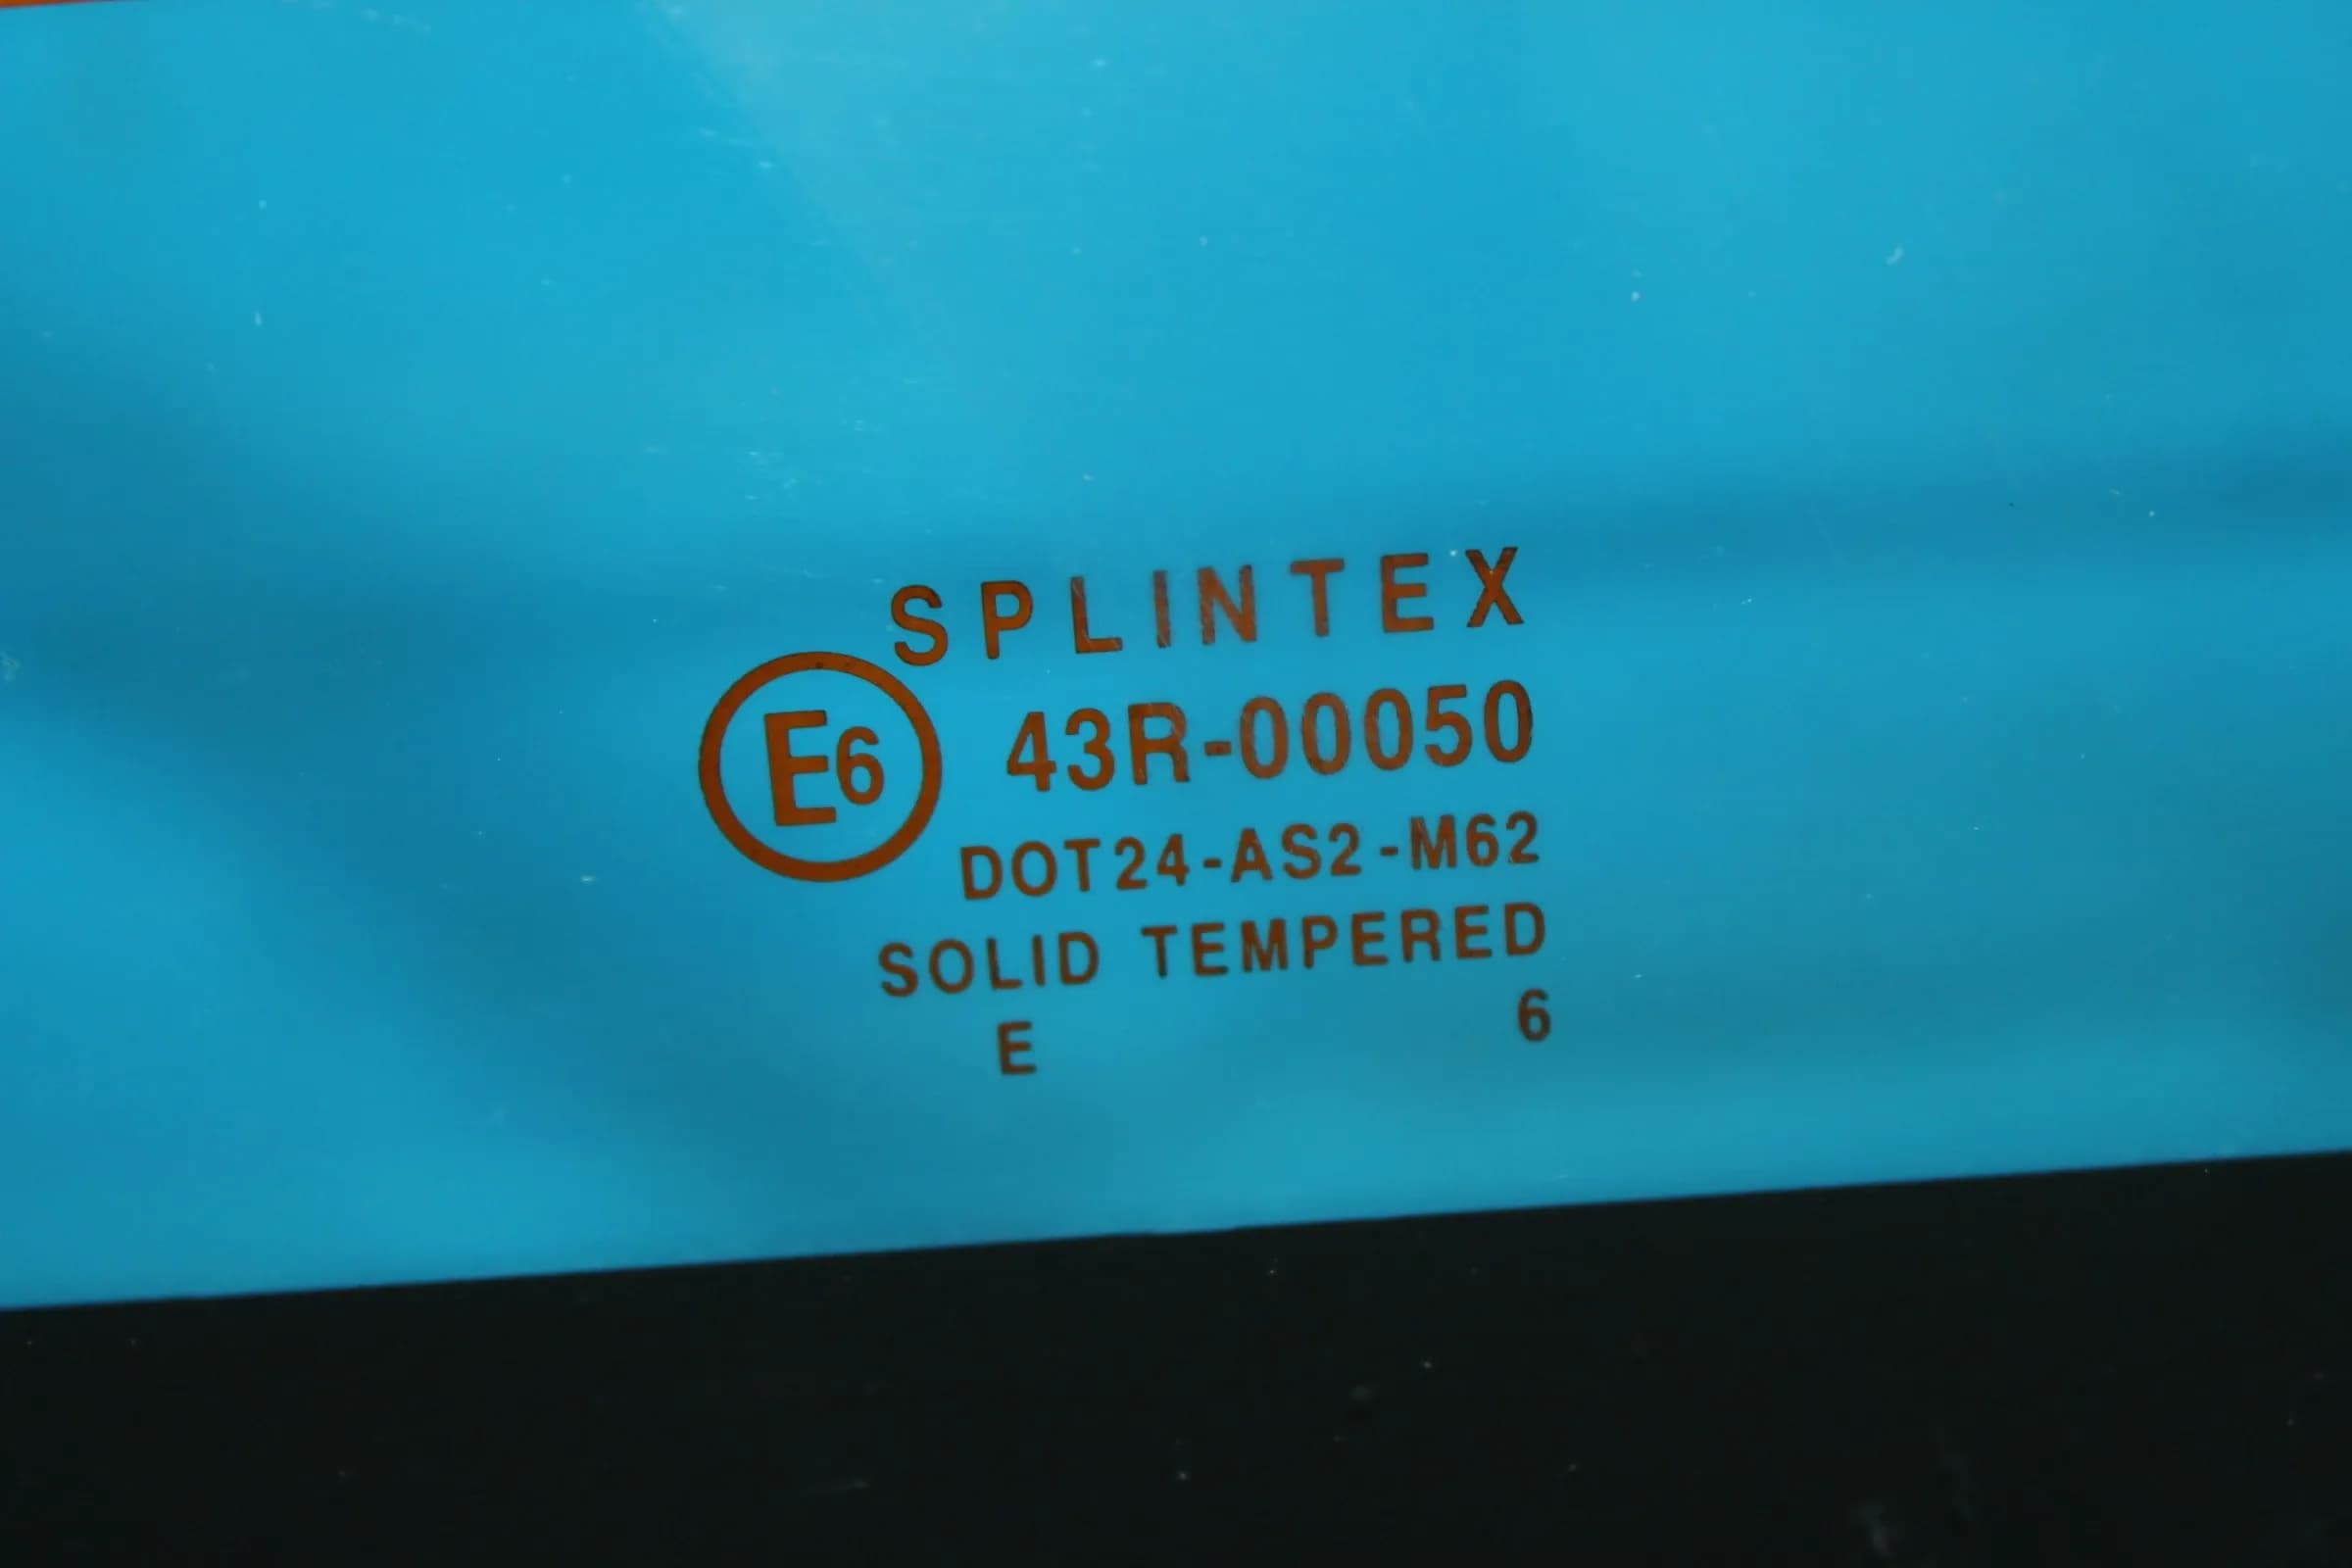 SPLINTEX
E6 43R-00050
DOT24-AS2-M62
SOLID TEMPERED
E 6